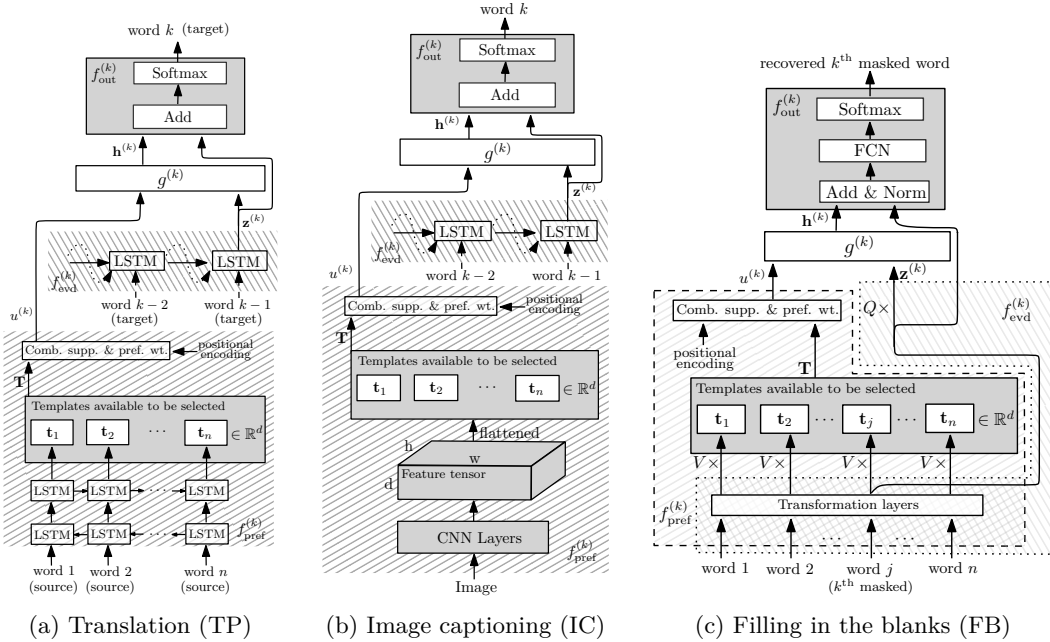 word k (target)
f_out^(k)
Softmax
Add
h^(k)
g^(k)
z^(k)
LSTM
LSTM
f_evd^(k)
word k − 2
(target)
word k − 1
(target)
u^(k)
Comb. supp. & pref. wt.
positional
encoding
T
Templates available to be selected
t_1 t_2 · · · t_n ∈ ℝ^d
LSTM LSTM · · · LSTM
LSTM LSTM · · · LSTM
f_pref^(k)
word 1
(source)
word 2
(source)
word n
(source)
(a) Translation (TP)
word k
f_out^(k)
Softmax
Add
h^(k)
g^(k)
z^(k)
LSTM
LSTM
f_evd^(k)
word k − 2
word k − 1
u^(k)
Comb. supp. & pref. wt.
positional
encoding
T
Templates available to be selected
t_1 t_2 · · · t_n ∈ ℝ^d
flattened
h
w
Feature tensor
d
CNN Layers
f_pref^(k)
Image
(b) Image captioning (IC)
recovered k^th masked word
f_out^(k)
Softmax
FCN
Add & Norm
h^(k)
g^(k)
z^(k)
u^(k)
Q×
f_evd^(k)
Comb. supp. & pref. wt.
positional
encoding
T
Templates available to be selected
t_1 t_2 · · · t_j · · · t_n ∈ ℝ^d
V× V× V× V×
Transformation layers
f_pref^(k)
· · · · · ·
word 1
word 2
word j
(k^th masked)
word n
(c) Filling in the blanks (FB)